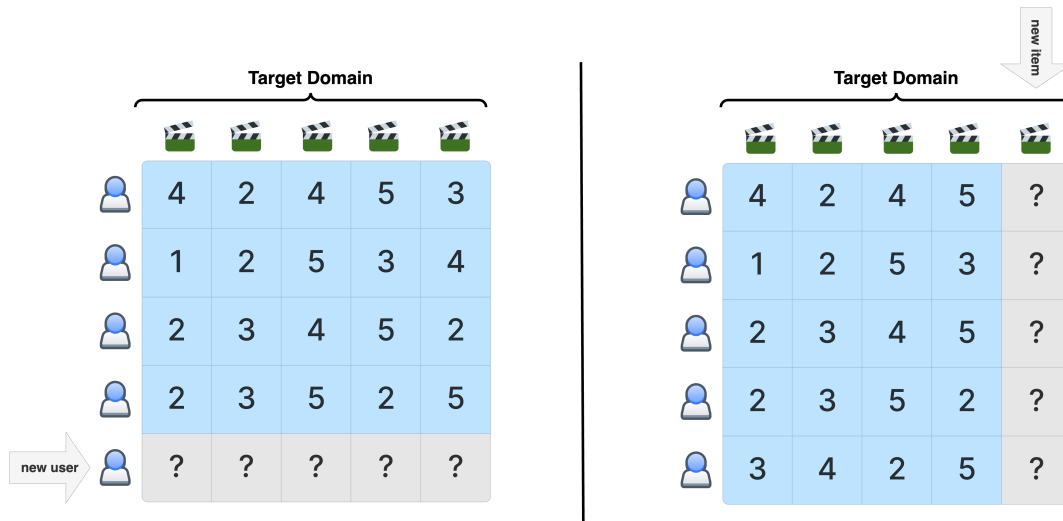 Target Domain
4 2 4 5 3
1 2 5 3 4
2 3 4 5 2
2 3 5 2 5
new user ? ? ? ? ?
new item
Target Domain
4 2 4 5 ?
1 2 5 3 ?
2 3 4 5 ?
2 3 5 2 ?
3 4 2 5 ?